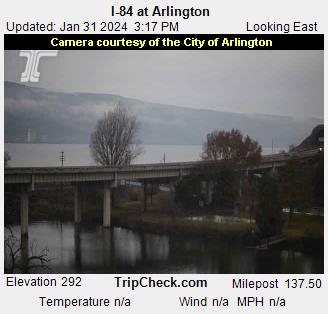 I-84 at Arlington
Updated: Jan 31 2024 3:17 PM Looking East
Camera courtesy of the City of Arlington
Elevation 292 TripCheck.com Milepost 137.50
Temperature n/a Wind n/a MPH n/a